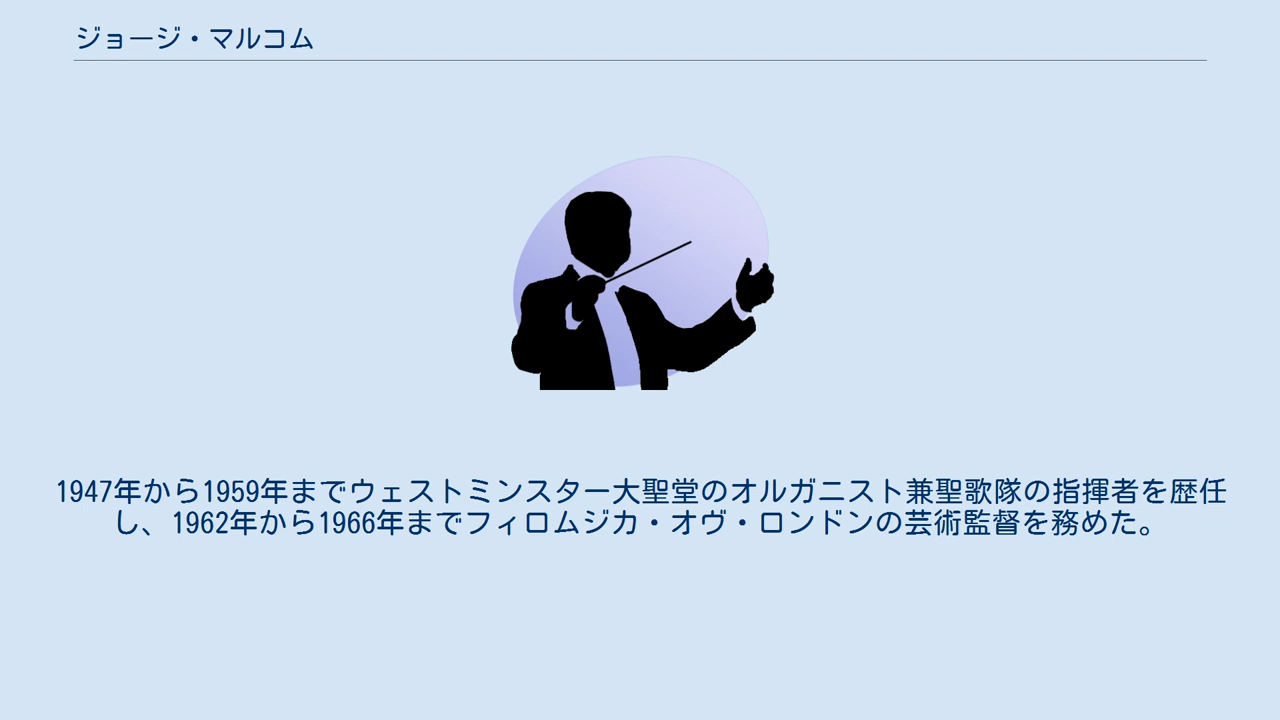 ジョージ・マルコム
1947年から1959年までウェストミンスター大聖堂のオルガニスト兼聖歌隊の指揮者を歴任
し、1962年から1966年までフィロムジカ・オヴ・ロンドンの芸術監督を務めた。